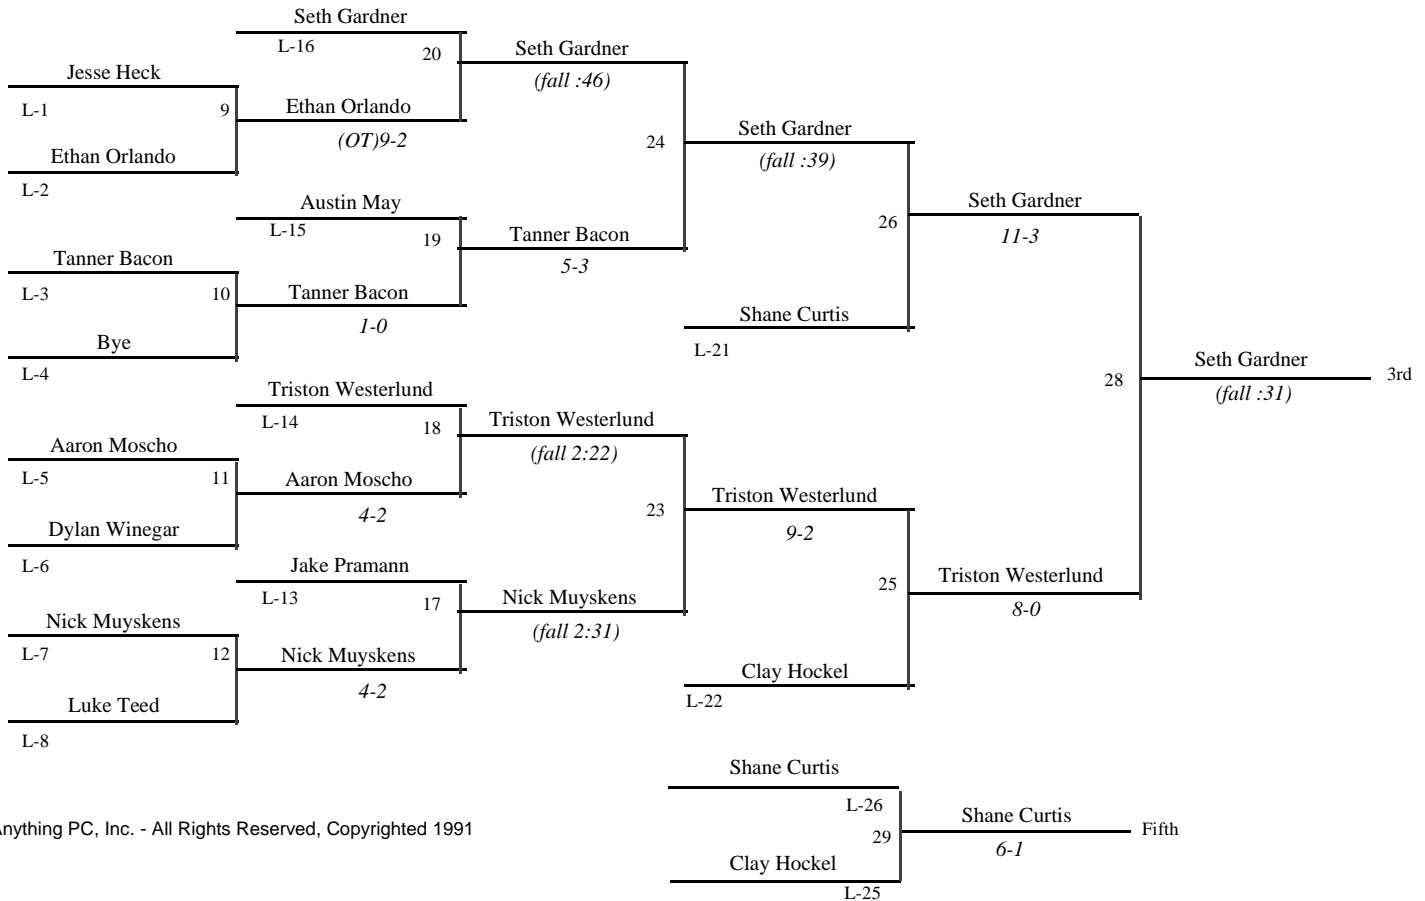 Seth Gardner
L-16
20
Seth Gardner
(fall :46)
Jesse Heck
L-1
9
Ethan Orlando
(OT)9-2
Ethan Orlando
L-2
24
Seth Gardner
(fall :39)
Austin May
L-15
19
Tanner Bacon
5-3
Tanner Bacon
L-3
10
Tanner Bacon
1-0
Bye
L-4
26
Seth Gardner
11-3
Shane Curtis
L-21
28
Seth Gardner
(fall :31)
3rd
Triston Westerlund
L-14
18
Triston Westerlund
(fall 2:22)
Aaron Moscho
L-5
11
Aaron Moscho
4-2
Dylan Winegar
L-6
23
Triston Westerlund
9-2
Jake Pramann
L-13
17
Nick Muyskens
(fall 2:31)
Nick Muyskens
L-7
12
Nick Muyskens
4-2
Luke Teed
L-8
25
Triston Westerlund
8-0
Clay Hockel
L-22
Shane Curtis
L-26
29
Shane Curtis
6-1
Fifth
Clay Hockel
L-25
nything PC, Inc. - All Rights Reserved, Copyrighted 1991